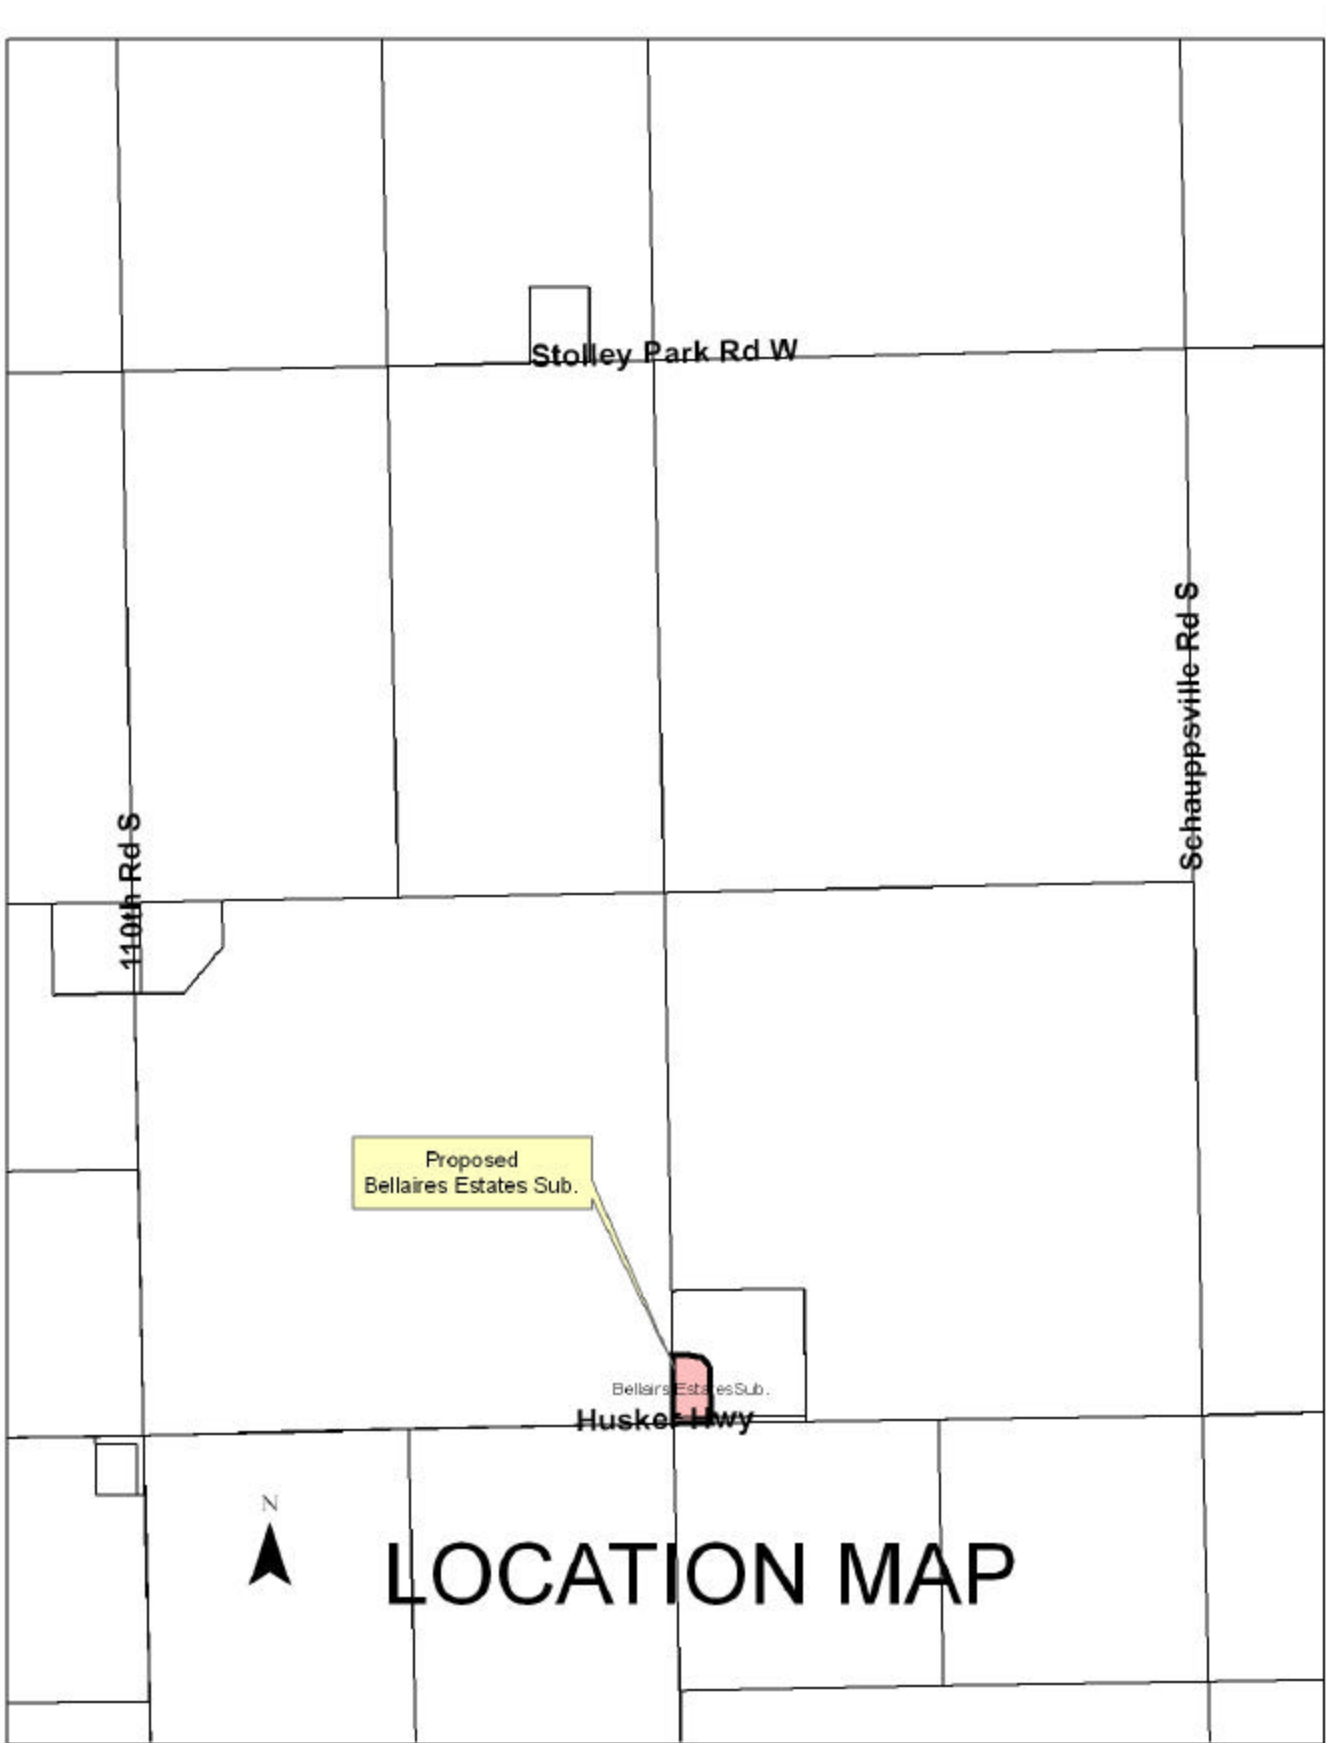 Stolley Park Rd W
Schauppsville Rd S
110th Rd S
Proposed
Bellaires Estates Sub.
Bellairs Estates Sub.
Husker Hwy
N
LOCATION MAP